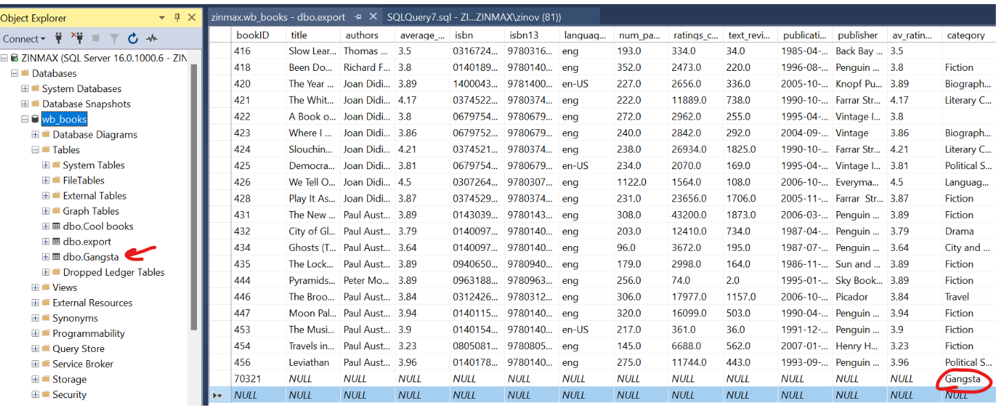 Object Explorer
Connect
ZINMAX (SQL Server 16.0.1000.6 - ZIN
Databases
System Databases
Database Snapshots
wb_books
Database Diagrams
Tables
System Tables
FileTables
External Tables
Graph Tables
dbo.Cool books
dbo.export
dbo.Gangsta
Dropped Ledger Tables
Views
External Resources
Synonyms
Programmability
Query Store
Service Broker
Storage
Security
zinmax.wb_books - dbo.export SQLQuery7.sql - ZI...ZINMAX\zinov (81))
bookID title authors average_... isbn isbn13 languag... num_pa... ratings_c... text_revi... publicati... publisher av_ratin... category
416 Slow Lear... Thomas ... 3.5 0316724... 9780316... eng 193.0 334.0 34.0 1985-04-... Back Bay ... 3.5
418 Been Do... Richard F... 3.8 0140189... 9780140... eng 352.0 2473.0 220.0 1996-08-... Penguin ... 3.8 Fiction
420 The Year ... Joan Didi... 3.89 1400043... 9781400... en-US 227.0 2656.0 336.0 2005-10-... Knopf Pu... 3.89 Biograph...
421 The Whit... Joan Didi... 4.17 0374522... 9780374... eng 222.0 11889.0 738.0 1990-10-... Farrar Str... 4.17 Literary C...
422 A Book o... Joan Didi... 3.8 0679754... 9780679... eng 272.0 2962.0 255.0 1995-04-... Vintage I... 3.8
423 Where I ... Joan Didi... 3.86 0679752... 9780679... eng 240.0 2842.0 292.0 2004-09-... Vintage 3.86 Biograph...
424 Slouchin... Joan Didi... 4.21 0374521... 9780374... eng 238.0 26934.0 1825.0 1990-10-... Farrar Str... 4.21 Literary C...
425 Democra... Joan Didi... 3.81 0679754... 9780679... en-US 234.0 2070.0 169.0 1995-04-... Vintage I... 3.81 Political S...
426 We Tell O... Joan Didi... 4.5 0307264... 9780307... eng 1122.0 1564.0 108.0 2006-10-... Everyma... 4.5 Languag...
428 Play It As... Joan Didi... 3.87 0374529... 9780374... eng 231.0 23656.0 1706.0 2005-11-... Farrar Str... 3.87 Fiction
431 The New ... Paul Aust... 3.89 0143039... 9780143... eng 308.0 43200.0 1873.0 2006-03-... Penguin ... 3.89 Fiction
432 City of Gl... Paul Aust... 3.79 0140097... 9780140... eng 203.0 12410.0 734.0 1987-04-... Penguin ... 3.79 Drama
434 Ghosts (T... Paul Aust... 3.64 0140097... 9780140... eng 96.0 3672.0 195.0 1987-07-... Penguin ... 3.64 City and ...
435 The Lock... Paul Aust... 3.89 0940650... 9780940... eng 179.0 2998.0 164.0 1986-11-... Sun and ... 3.89 Fiction
444 Pyramids... Peter Mo... 3.89 0963188... 9780963... eng 256.0 74.0 2.0 1995-01-... Sky Book... 3.89 Fiction
446 The Broo... Paul Aust... 3.84 0312426... 9780312... eng 306.0 17977.0 1157.0 2006-10-... Picador 3.84 Travel
447 Moon Pal... Paul Aust... 3.94 0140115... 9780140... eng 320.0 16099.0 503.0 1990-04-... Penguin ... 3.94 Fiction
453 The Musi... Paul Aust... 3.9 0140154... 9780140... en-US 217.0 361.0 36.0 1991-12-... Penguin ... 3.9 Fiction
454 Travels in... Paul Aust... 3.23 0805081... 9780805... eng 145.0 6688.0 562.0 2007-01-... Henry H... 3.23 Fiction
456 Leviathan Paul Aust... 3.96 0140178... 9780140... eng 275.0 11744.0 443.0 1993-09-... Penguin ... 3.96 Political S...
70321 NULL NULL NULL NULL NULL NULL NULL NULL NULL NULL NULL NULL Gangsta
NULL NULL NULL NULL NULL NULL NULL NULL NULL NULL NULL NULL NULL NULL